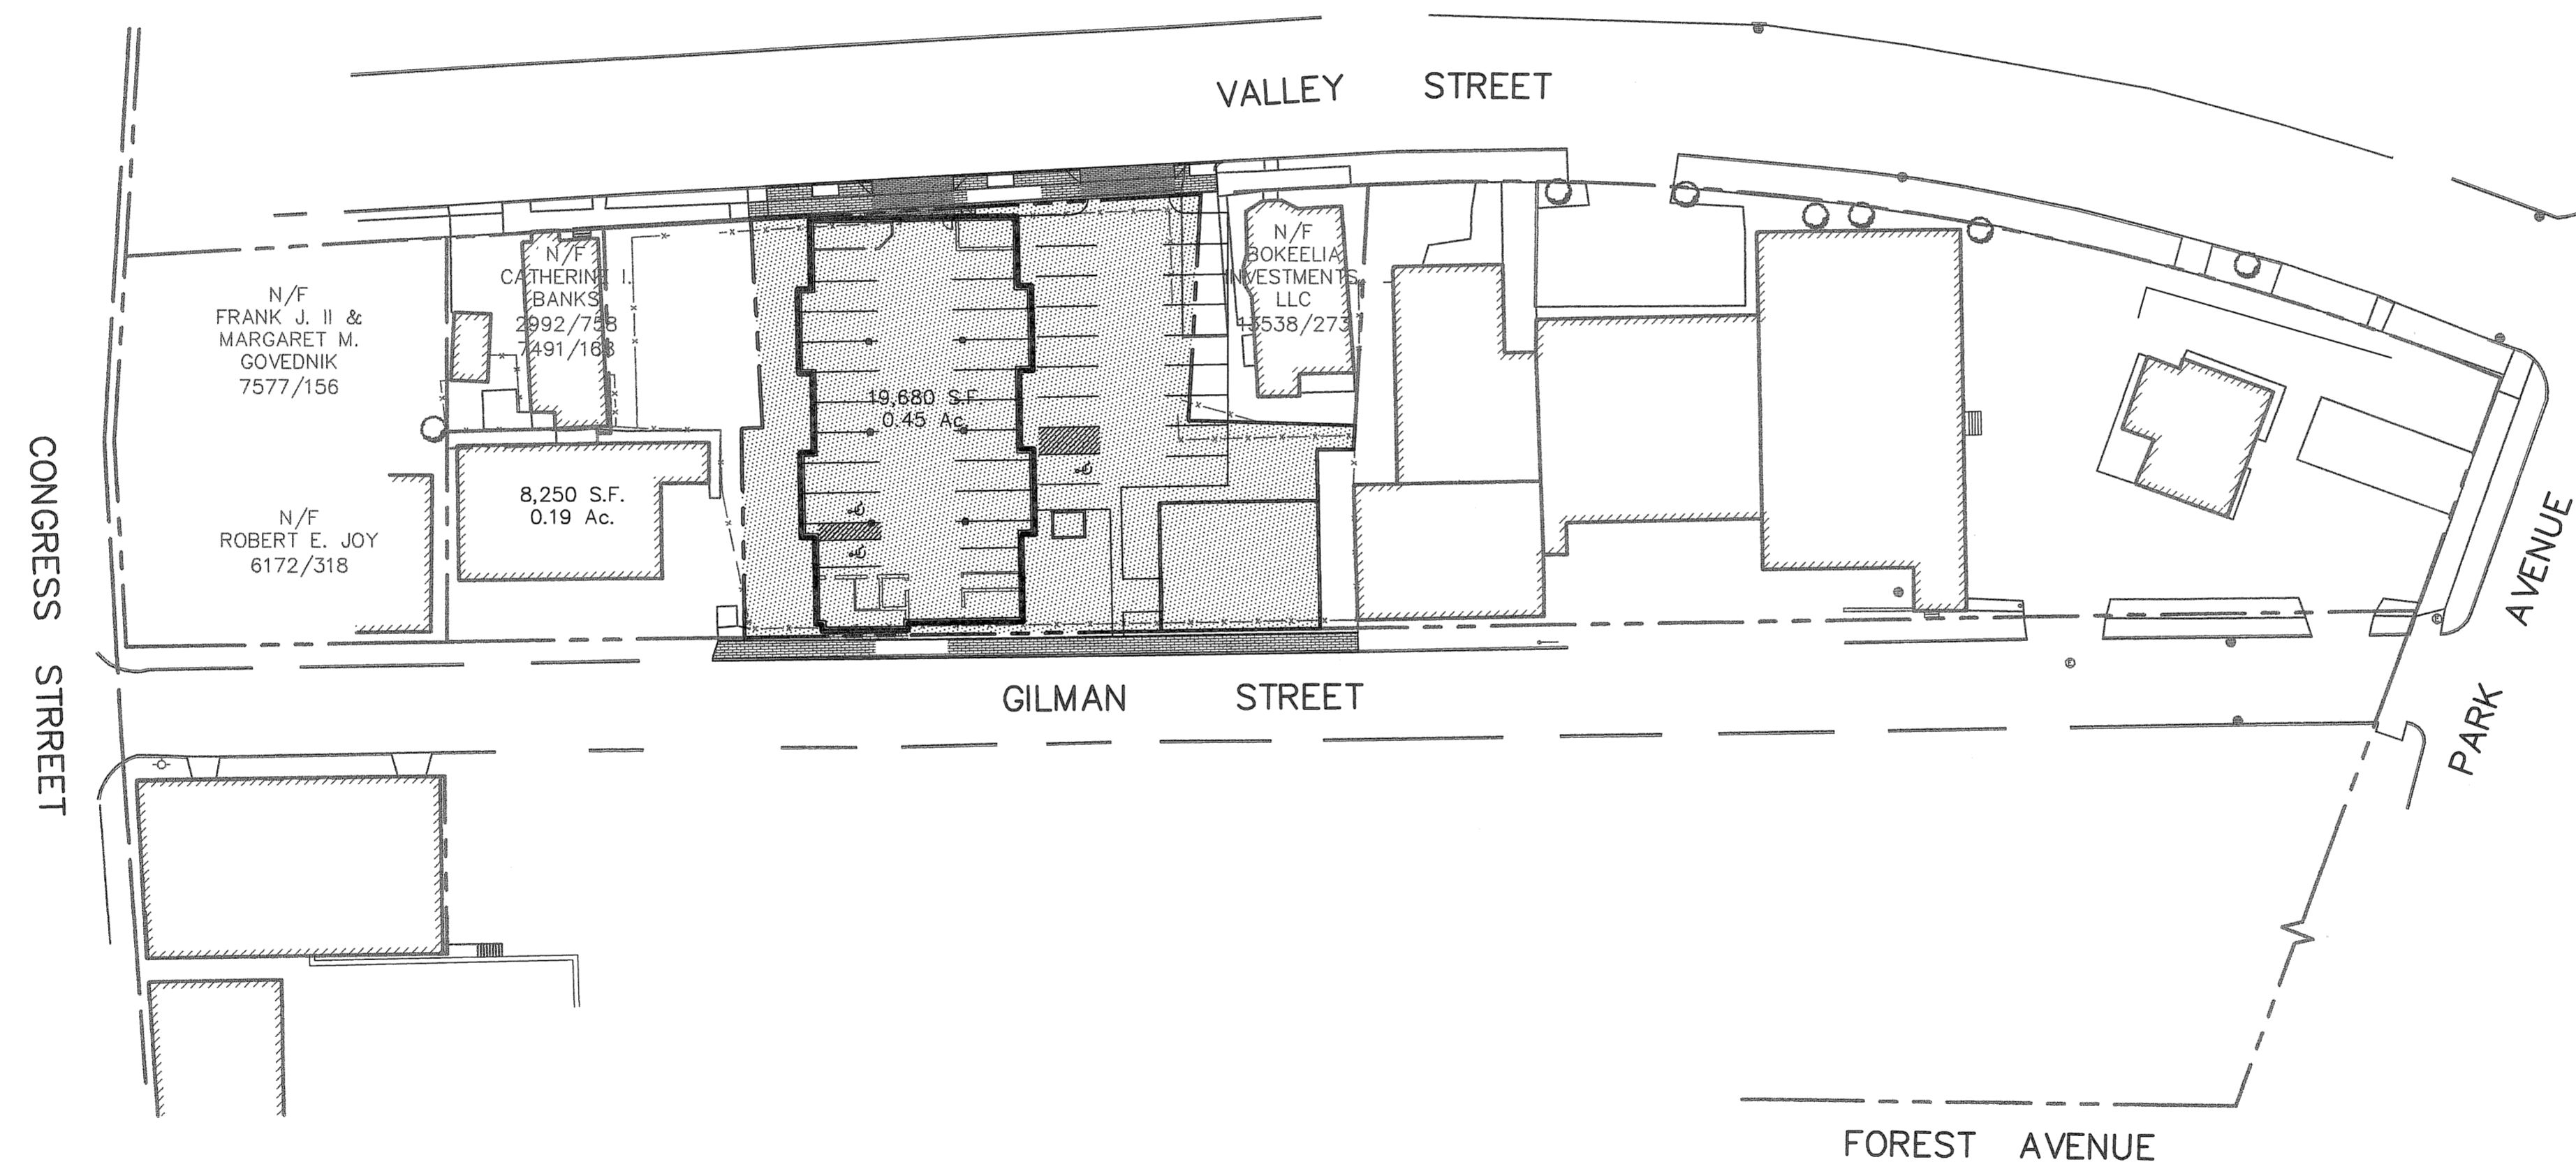 VALLEY STREET
N/F
FRANK J. II &
MARGARET M.
GOVEDNIK
7577/156
N/F
CATHERINE I.
BANKS
2992/758
7491/168
N/F
BOKEELIA
INVESTMENTS
LLC
13538/273
19,680 S.F.
0.45 Ac.
8,250 S.F.
0.19 Ac.
N/F
ROBERT E. JOY
6172/318
CONGRESS STREET
GILMAN STREET
PARK AVENUE
FOREST AVENUE